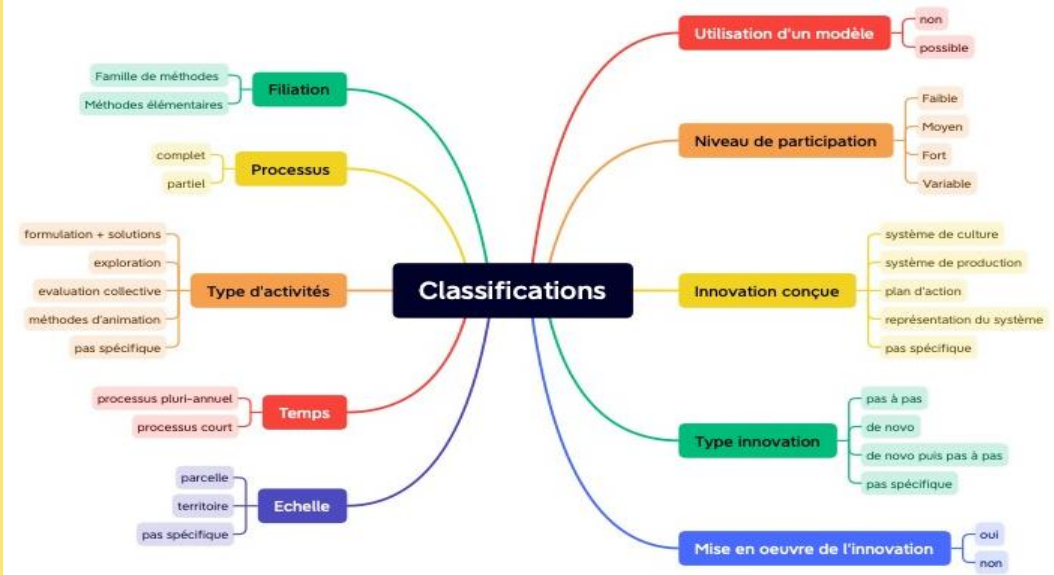 Classifications
Filiation
Famille de méthodes
Méthodes élémentaires
Processus
complet
partiel
Type d'activités
formulation + solutions
exploration
evaluation collective
méthodes d'animation
pas spécifique
Temps
processus pluri-annuel
processus court
Echelle
parcelle
territoire
pas spécifique
Utilisation d'un modèle
non
possible
Niveau de participation
Faible
Moyen
Fort
Variable
Innovation conçue
système de culture
système de production
plan d'action
représentation du système
pas spécifique
Type innovation
pas à pas
de novo
de novo puis pas à pas
pas spécifique
Mise en oeuvre de l'innovation
oui
non